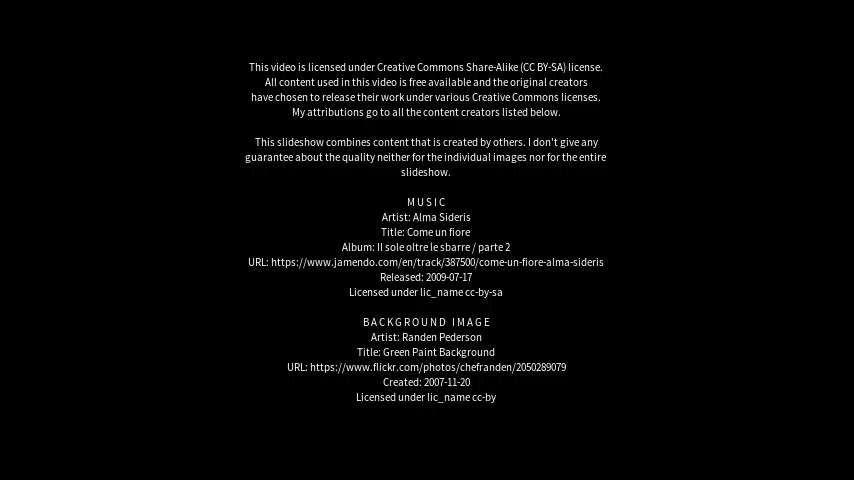 This video is licensed under Creative Commons Share-Alike (CC BY-SA) license.
All content used in this video is free available and the original creators
have chosen to release their work under various Creative Commons licenses.
My attributions go to all the content creators listed below.
This slideshow combines content that is created by others. I don't give any
guarantee about the quality neither for the individual images nor for the entire
slideshow.
MUSIC
Artist: Alma Sideris
Title: Come un fiore
Album: Il sole oltre le sbarre / parte 2
URL: https://www.jamendo.com/en/track/387500/come-un-fiore-alma-sideris
Released: 2009-07-17
Licensed under lic_name cc-by-sa
BACKGROUND IMAGE
Artist: Randen Pederson
Title: Green Paint Background
URL: https://www.flickr.com/photos/chefranden/2050289079
Created: 2007-11-20
Licensed under lic_name cc-by